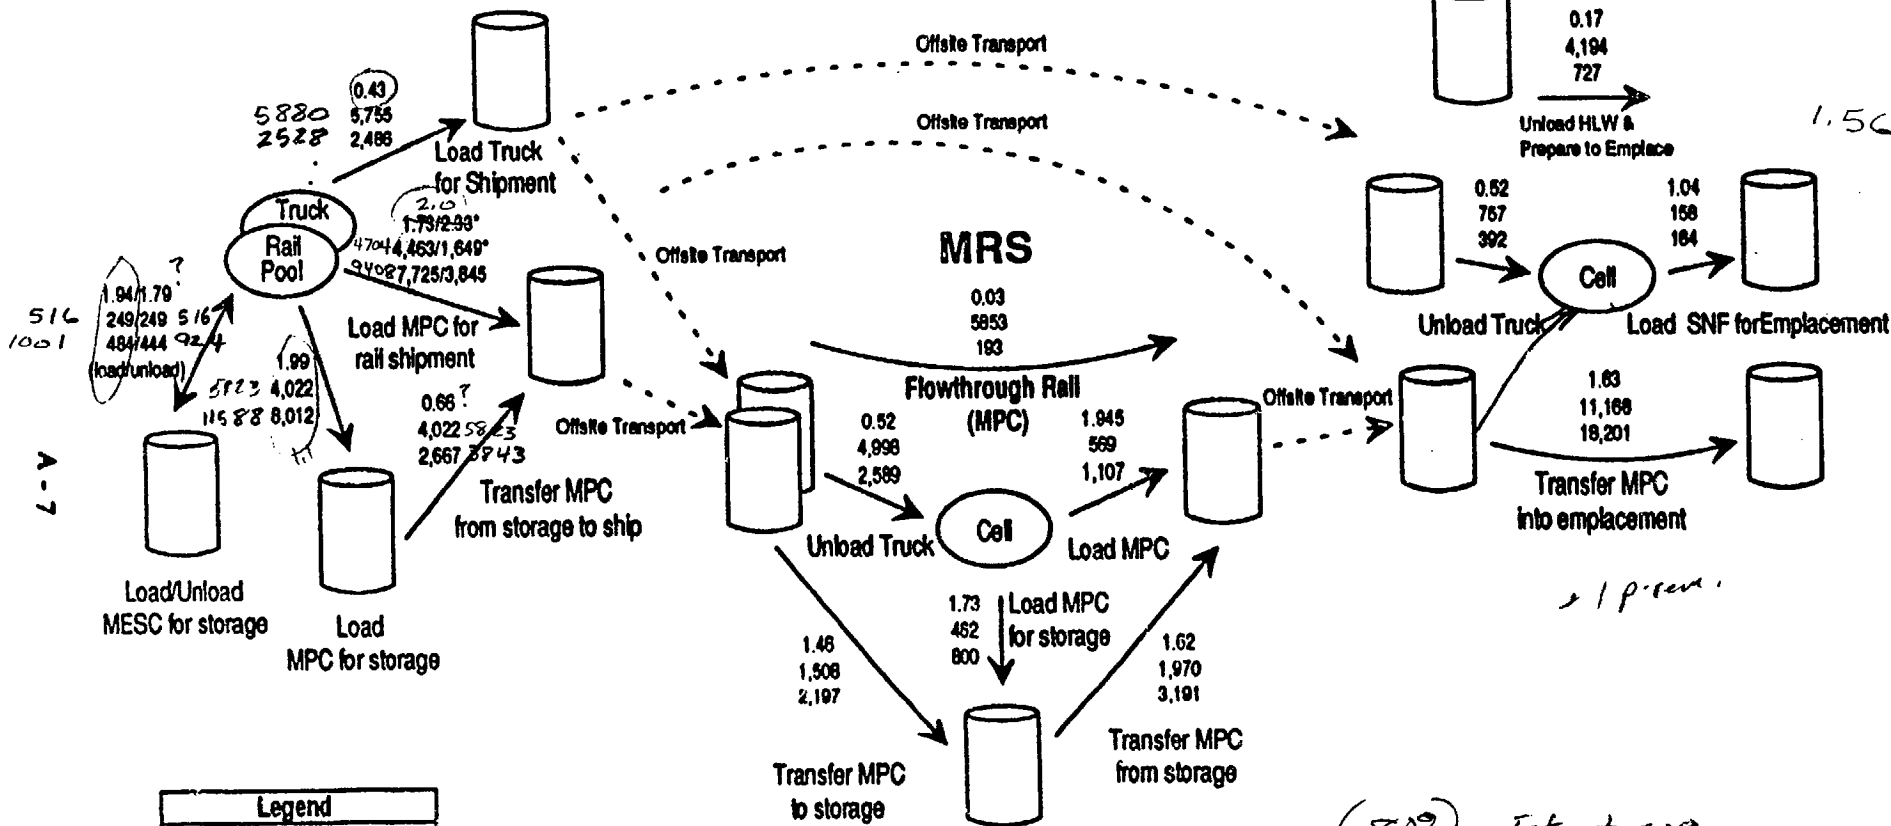 Offsite Transport
0.17
4,194
727
Unload HLW &
Prepare to Emplace
1.56
0.43
5880 5,755
2528 2,486
Load Truck
for Shipment
Offsite Transport
Truck
Rail
Pool
2.0
1.73/2.33*
4704 4,463/1,649*
9408 7,725/3,845
Load MPC for
rail shipment
?
1.94/1.79
516 249/249 516
1001 484/444 924
(load/unload)
1.99
5823 4,022
11588 8,012
0.66 ?
4,022 5823
2,667 3843
Transfer MPC
from storage to ship
Load/Unload
MESC for storage
Load
MPC for storage
A-7
Offsite Transport
Offsite Transport
MRS
0.03
5853
193
Flowthrough Rail
(MPC)
0.52
4,998
2,589
Unload Truck
Cell
1.945
569
1,107
Load MPC
1.73
462
800
Load MPC
for storage
1.46
1,508
2,197
Transfer MPC
to storage
1.62
1,970
3,191
Transfer MPC
from storage
Offsite Transport
0.52
767
392
Unload Truck
Cell
1.04
158
164
Load SNF for Emplacement
1.63
11,168
18,201
Transfer MPC
into emplacement
Legend